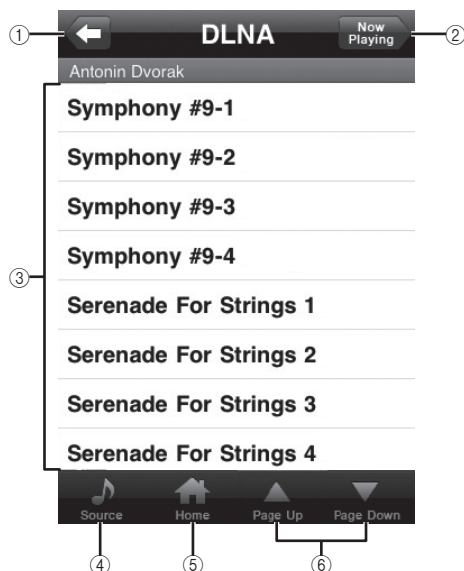 ① DLNA Now Playing ②
Antonin Dvorak
Symphony #9-1
Symphony #9-2
Symphony #9-3
③ Symphony #9-4
Serenade For Strings 1
Serenade For Strings 2
Serenade For Strings 3
Serenade For Strings 4
Source Home Page Up Page Down
④ ⑤ ⑥